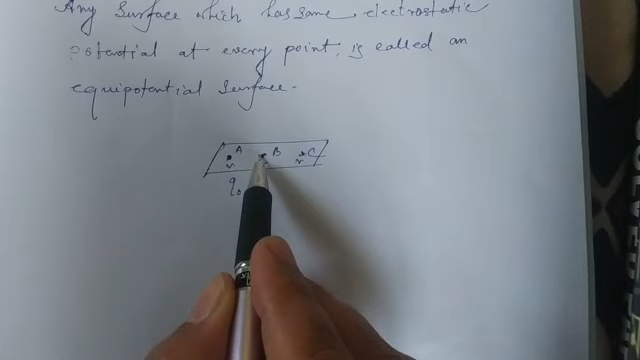 Any surface which has same electrostatic
potential at every point, is called an
equipotential surface.
A B C
v v
q₀